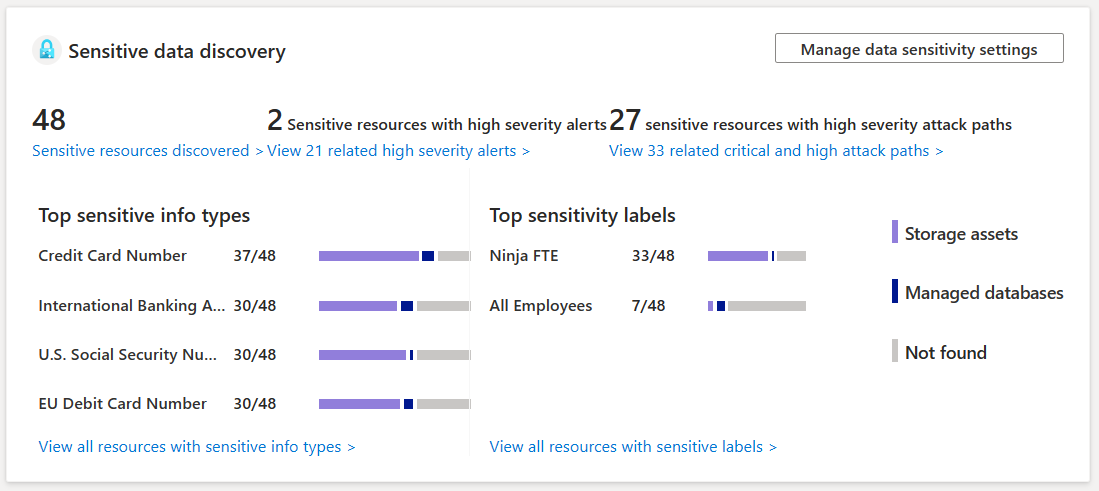 Sensitive data discovery
Manage data sensitivity settings
48
Sensitive resources discovered >
2 Sensitive resources with high severity alerts
View 21 related high severity alerts >
27 sensitive resources with high severity attack paths
View 33 related critical and high attack paths >
Top sensitive info types
Credit Card Number 37/48
International Banking A... 30/48
U.S. Social Security Nu... 30/48
EU Debit Card Number 30/48
View all resources with sensitive info types >
Top sensitivity labels
Ninja FTE 33/48
All Employees 7/48
View all resources with sensitive labels >
Storage assets
Managed databases
Not found